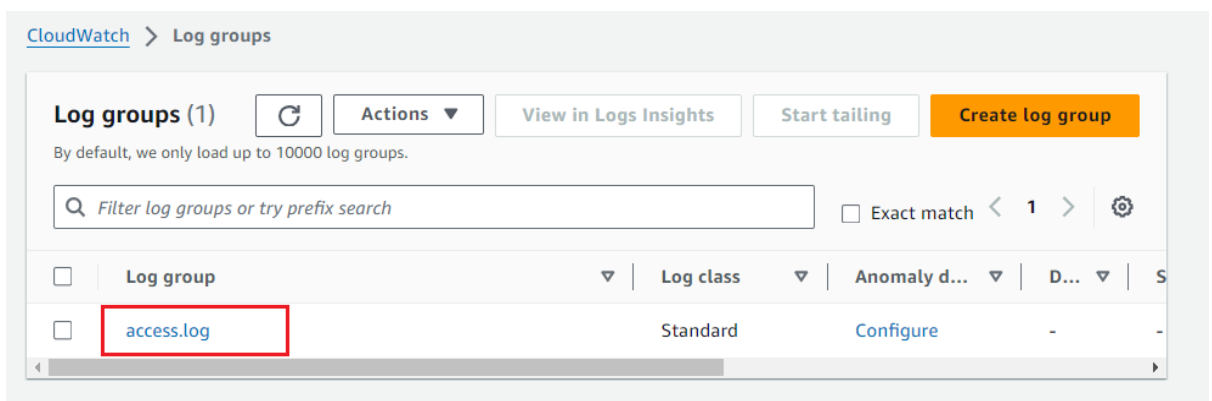 CloudWatch > Log groups
Log groups (1) Actions ▼ View in Logs Insights Start tailing Create log group
By default, we only load up to 10000 log groups.
Filter log groups or try prefix search Exact match < 1 >
Log group Log class Anomaly d... D... S
access.log Standard Configure - -